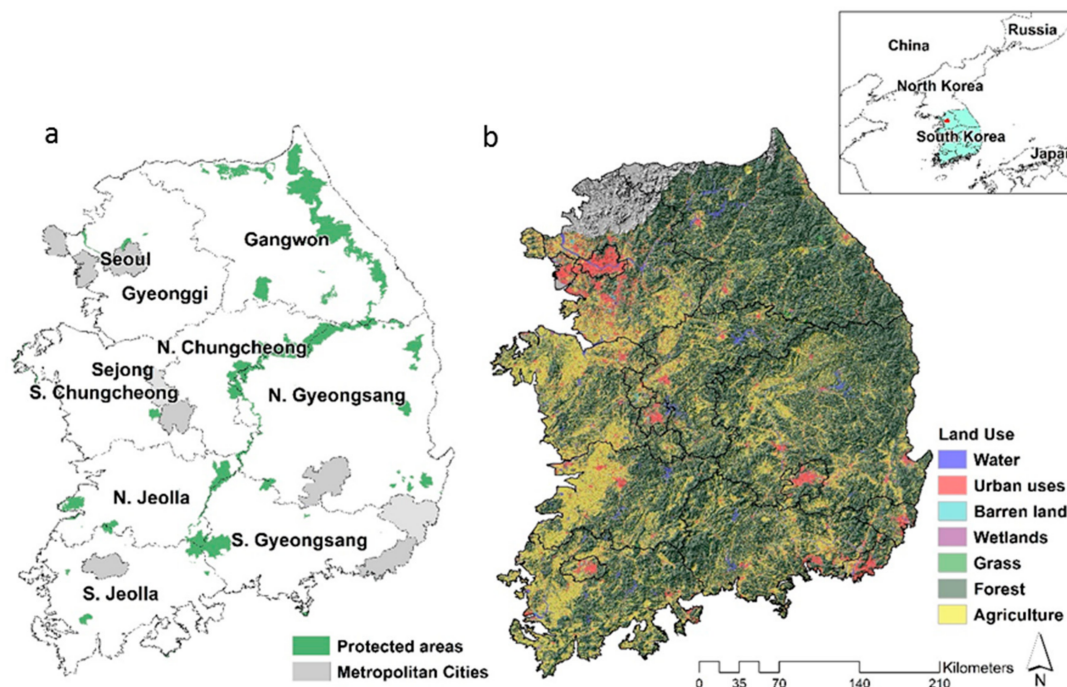 a
Seoul
Gyeonggi
Gangwon
N. Chungcheong
Sejong
S. Chungcheong
N. Gyeongsang
N. Jeolla
S. Gyeongsang
S. Jeolla
Protected areas
Metropolitan Cities
b
China
Russia
North Korea
South Korea
Japan
Land Use
Water
Urban uses
Barren land
Wetlands
Grass
Forest
Agriculture
Kilometers
0 35 70 140 210
N